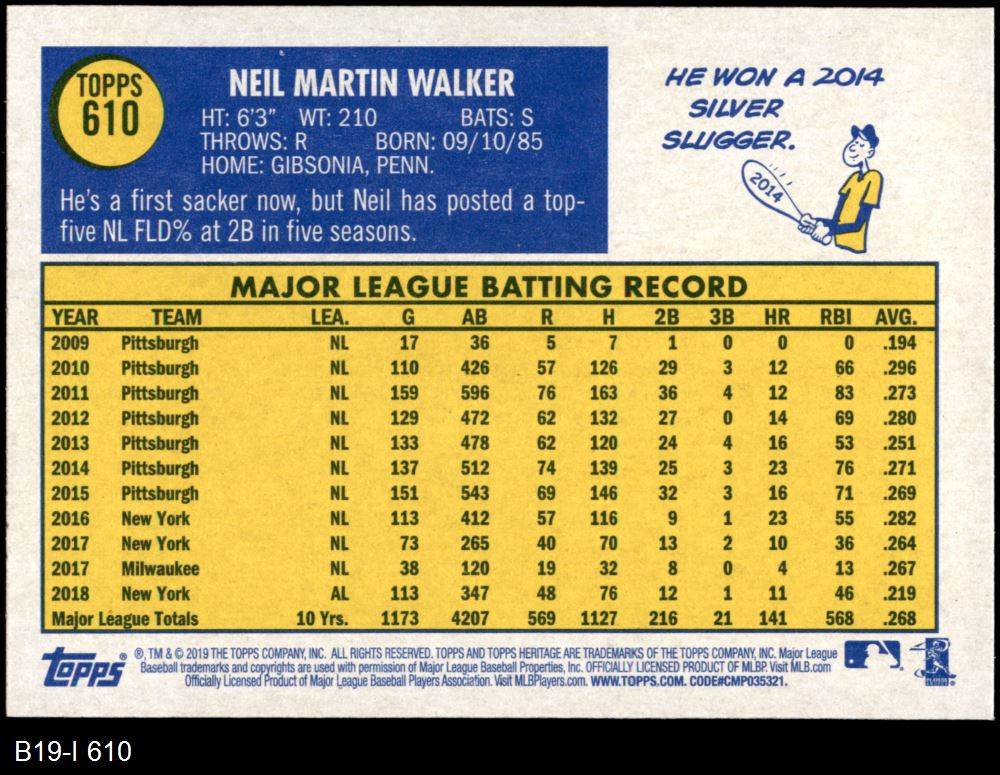 TOPPS
610
NEIL MARTIN WALKER
HT: 6'3" WT: 210 BATS: S
THROWS: R BORN: 09/10/85
HOME: GIBSONIA, PENN.
He's a first sacker now, but Neil has posted a top-
five NL FLD% at 2B in five seasons.
HE WON A 2014
SILVER
SLUGGER.
2014
MAJOR LEAGUE BATTING RECORD
YEAR TEAM LEA. G AB R H 2B 3B HR RBI AVG.
2009 Pittsburgh NL 17 36 5 7 1 0 0 0 .194
2010 Pittsburgh NL 110 426 57 126 29 3 12 66 .296
2011 Pittsburgh NL 159 596 76 163 36 4 12 83 .273
2012 Pittsburgh NL 129 472 62 132 27 0 14 69 .280
2013 Pittsburgh NL 133 478 62 120 24 4 16 53 .251
2014 Pittsburgh NL 137 512 74 139 25 3 23 76 .271
2015 Pittsburgh NL 151 543 69 146 32 3 16 71 .269
2016 New York NL 113 412 57 116 9 1 23 55 .282
2017 New York NL 73 265 40 70 13 2 10 36 .264
2017 Milwaukee NL 38 120 19 32 8 0 4 13 .267
2018 New York AL 113 347 48 76 12 1 11 46 .219
Major League Totals 10 Yrs. 1173 4207 569 1127 216 21 141 568 .268
Topps®
®, TM & © 2019 THE TOPPS COMPANY, INC. ALL RIGHTS RESERVED. TOPPS AND TOPPS HERITAGE ARE TRADEMARKS OF THE TOPPS COMPANY, INC. Major League
Baseball trademarks and copyrights are used with permission of Major League Baseball Properties, Inc. OFFICIALLY LICENSED PRODUCT OF MLBP. Visit MLB.com
Officially Licensed Product of Major League Baseball Players Association. Visit MLBPlayers.com. WWW.TOPPS.COM. CODE#CMP035321.
B19-I 610